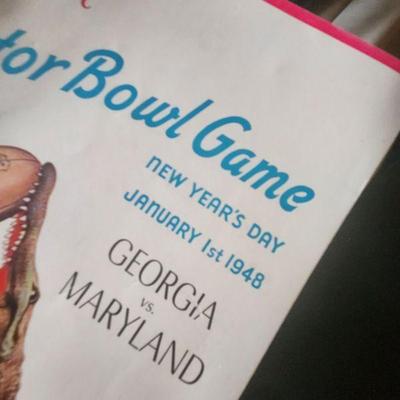 tor Bowl Game
NEW YEAR'S DAY
JANUARY 1st 1948
GEORGIA
vs.
MARYLAND